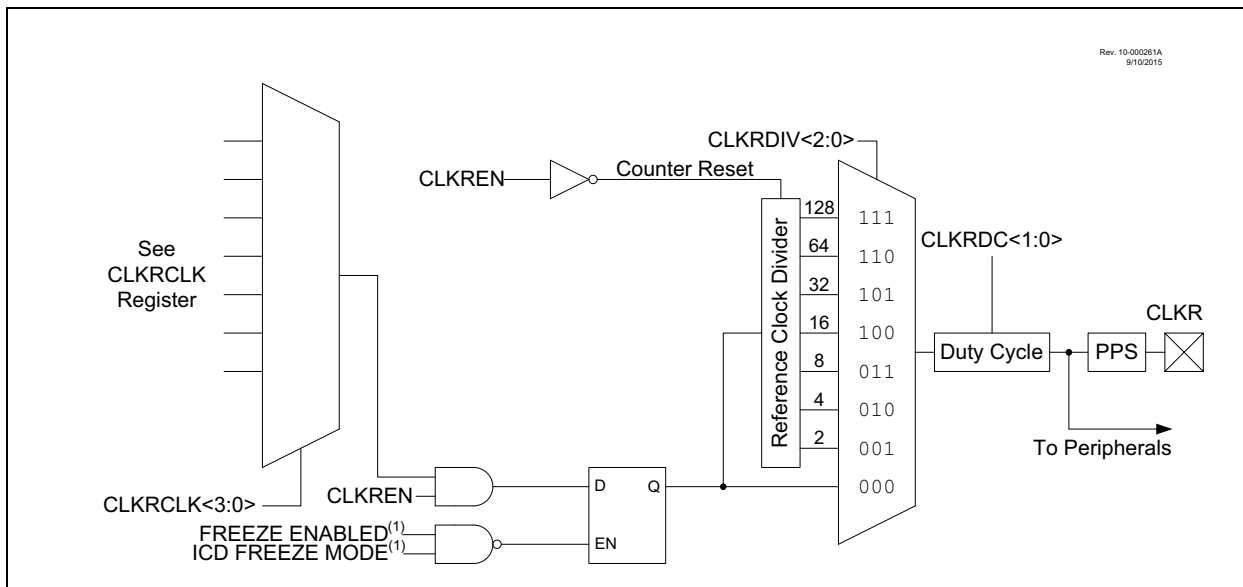 Rev. 10-000261A
9/10/2015
CLKRDIV<2:0>
CLKREN
Counter Reset
See
CLKRCLK
Register
Reference Clock Divider
128
64
32
16
8
4
2
111
110
101
100
011
010
001
000
CLKRDC<1:0>
Duty Cycle
PPS
CLKR
To Peripherals
CLKRCLK<3:0>
CLKREN
D
Q
EN
FREEZE ENABLED(1)
ICD FREEZE MODE(1)